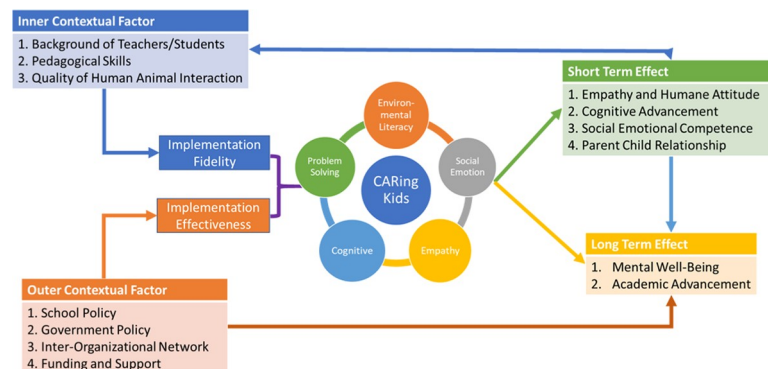 Inner Contextual Factor
1. Background of Teachers/Students
2. Pedagogical Skills
3. Quality of Human Animal Interaction
Implementation
Fidelity
Implementation
Effectiveness
Outer Contextual Factor
1. School Policy
2. Government Policy
3. Inter-Organizational Network
4. Funding and Support
Environ-
mental
Literacy
Problem
Solving
Social
Emotion
CARing
Kids
Cognitive
Empathy
Short Term Effect
1. Empathy and Humane Attitude
2. Cognitive Advancement
3. Social Emotional Competence
4. Parent Child Relationship
Long Term Effect
1. Mental Well-Being
2. Academic Advancement